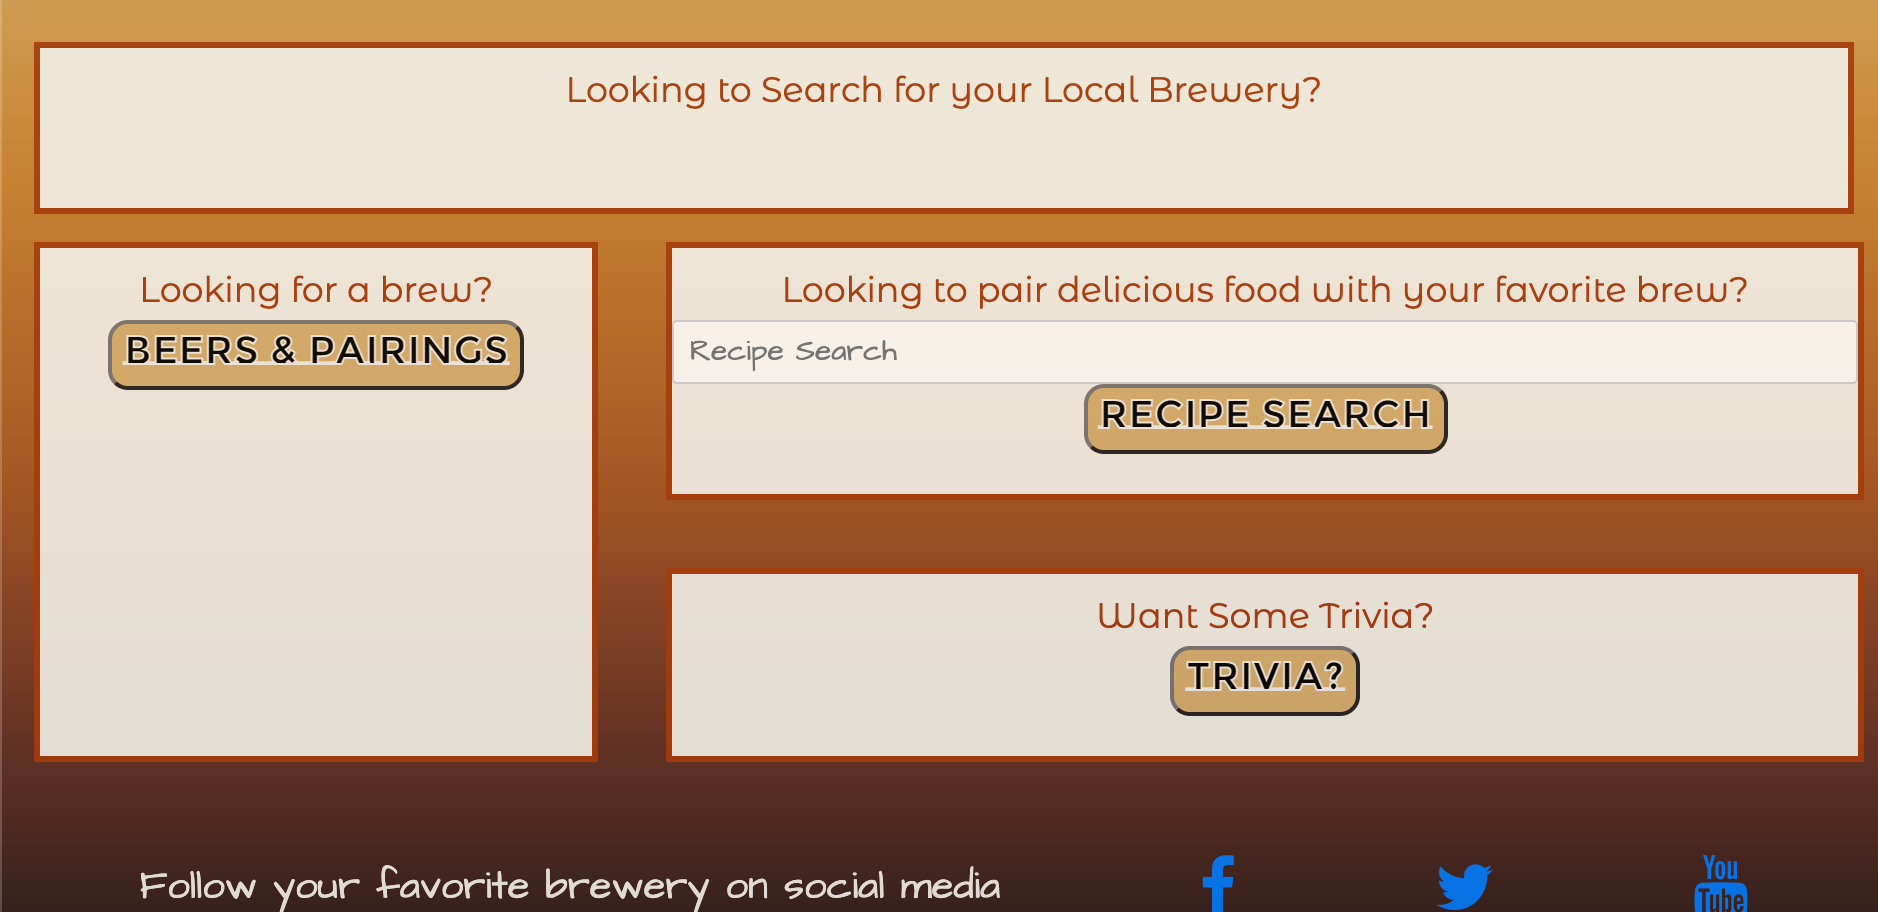 Looking to Search for your Local Brewery?
Looking for a brew?
BEERS & PAIRINGS
Looking to pair delicious food with your favorite brew?
Recipe Search
RECIPE SEARCH
Want Some Trivia?
TRIVIA?
Follow your favorite brewery on social media
You
Tube